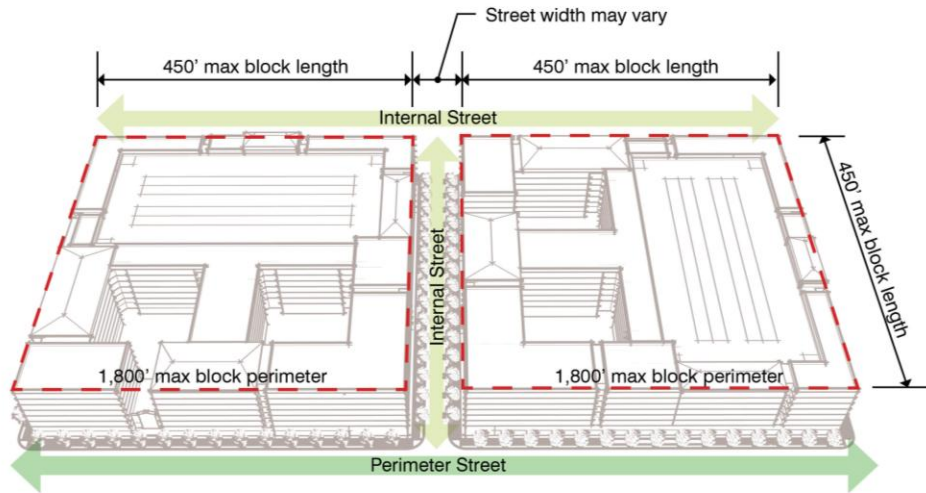 Street width may vary
450’ max block length
450’ max block length
Internal Street
450’ max block length
Internal Street
1,800’ max block perimeter
1,800’ max block perimeter
Perimeter Street